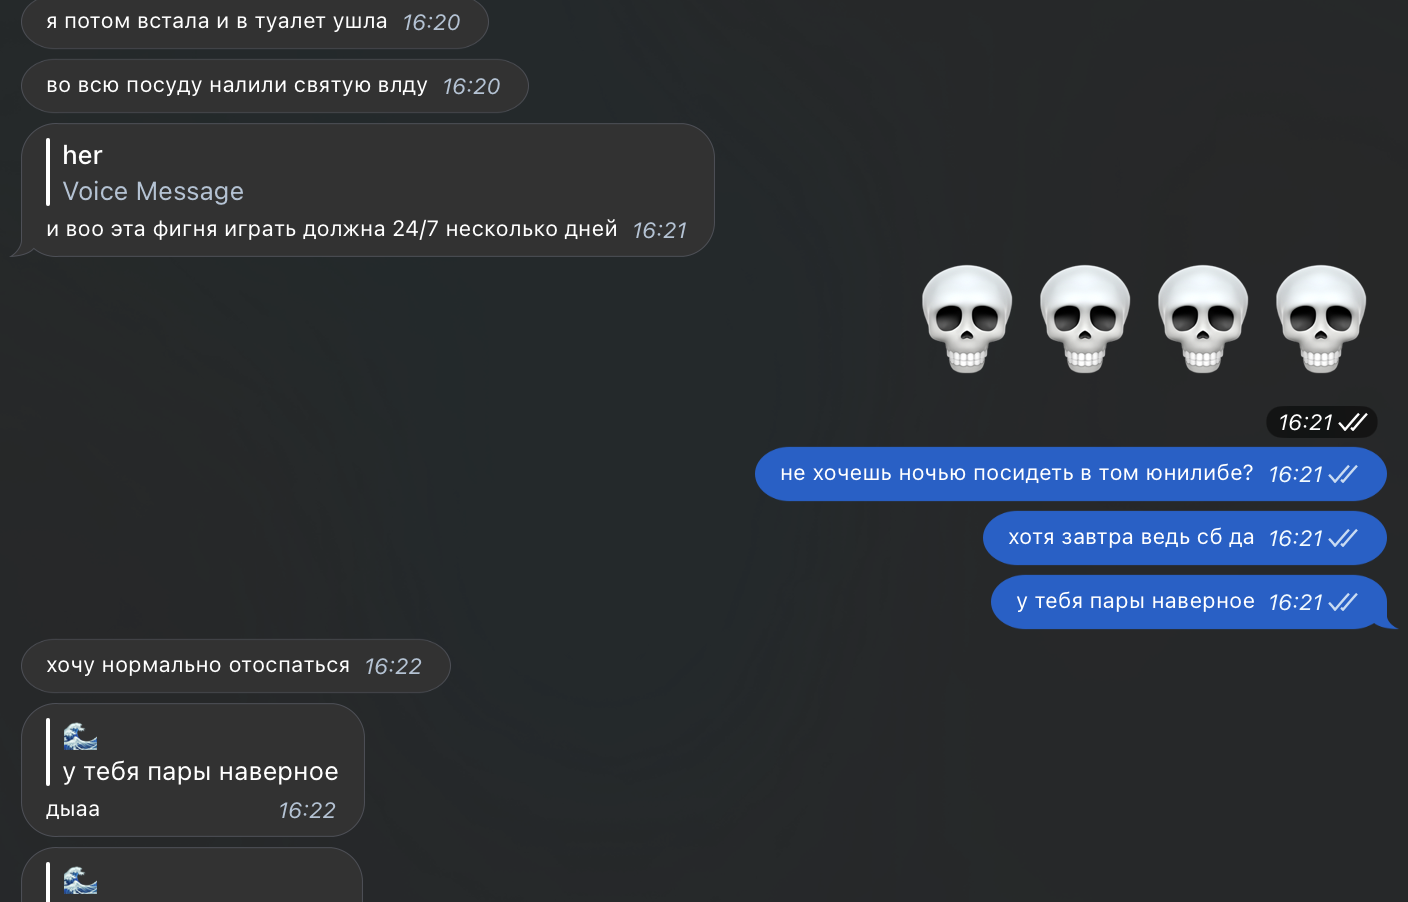 я потом встала и в туалет ушла 16:20
во всю посуду налили святую влду 16:20
her
Voice Message
и воо эта фигня играть должна 24/7 несколько дней 16:21
16:21
не хочешь ночью посидеть в том юнилибе? 16:21
хотя завтра ведь сб да 16:21
у тебя пары наверное 16:21
хочу нормально отоспаться 16:22
у тебя пары наверное
дыаа 16:22